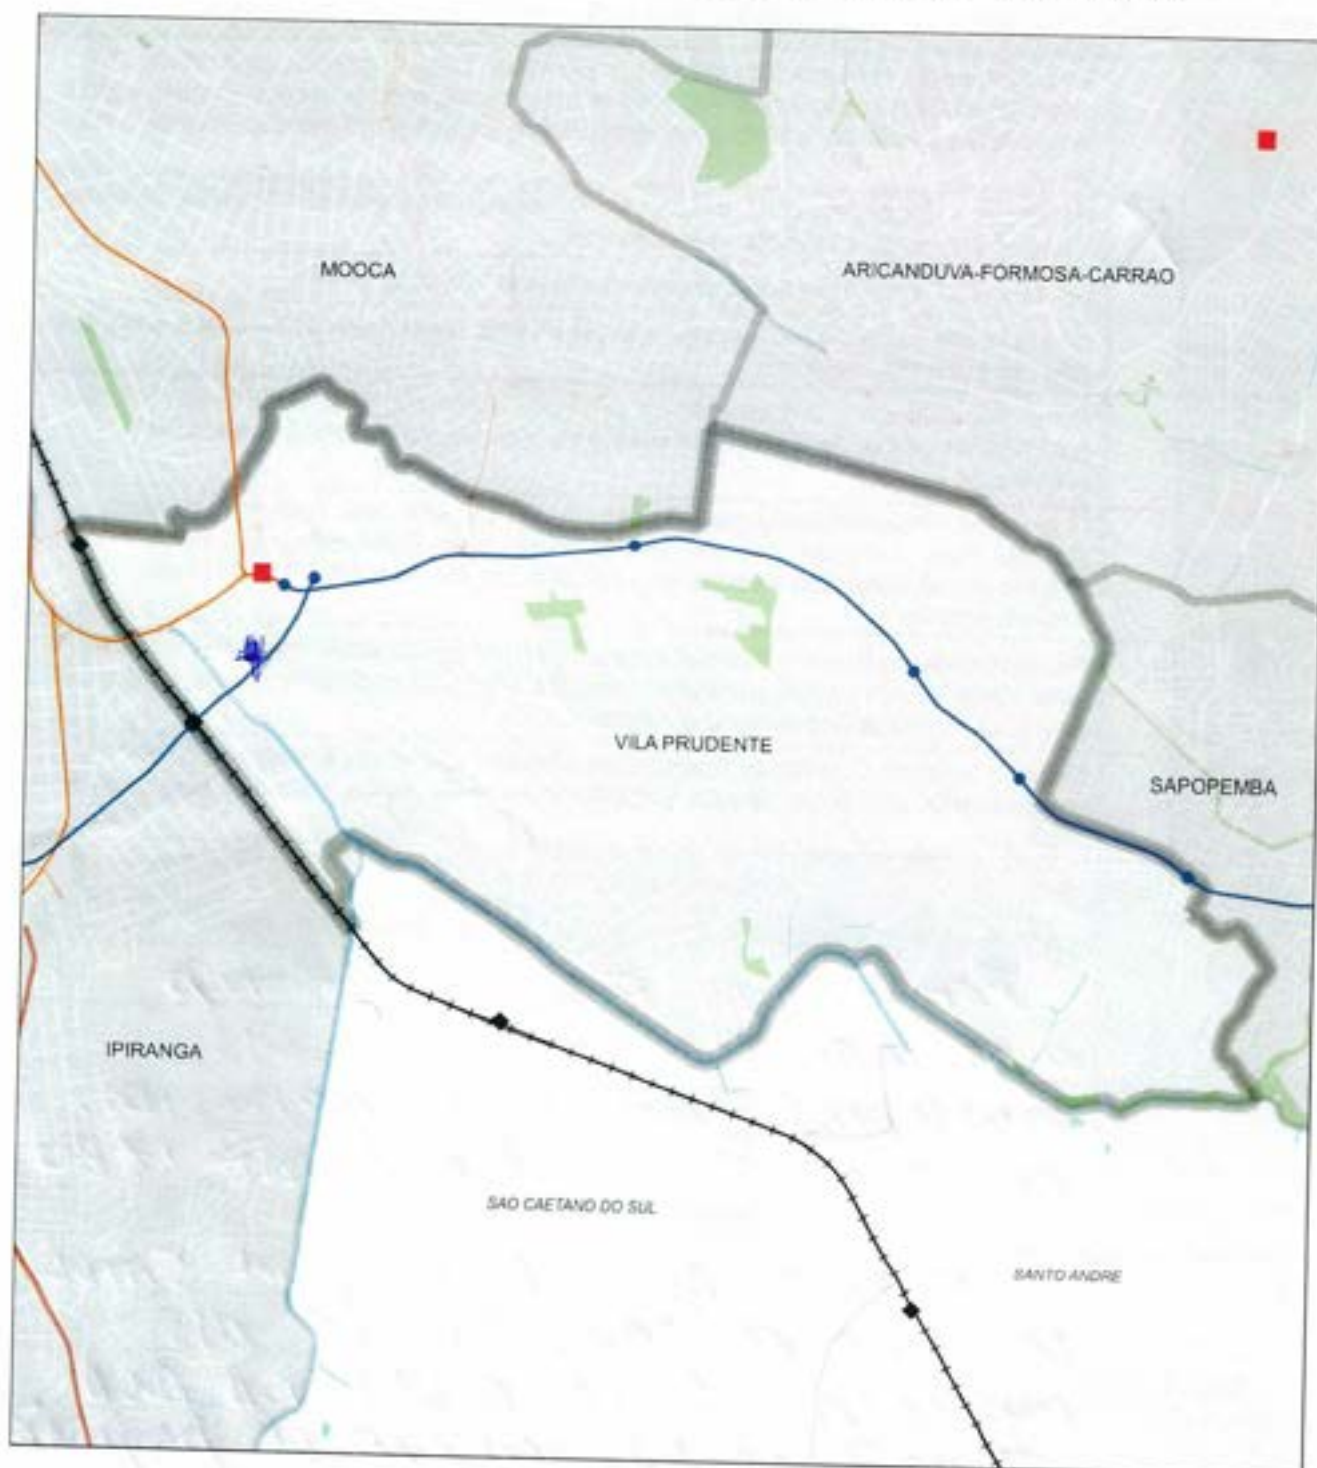 MOOCA
ARICANDUVA-FORMOSA-CARRAO
VILA PRUDENTE
SAPOPEMBA
IPIRANGA
SAO CAETANO DO SUL
SANTO ANDRE